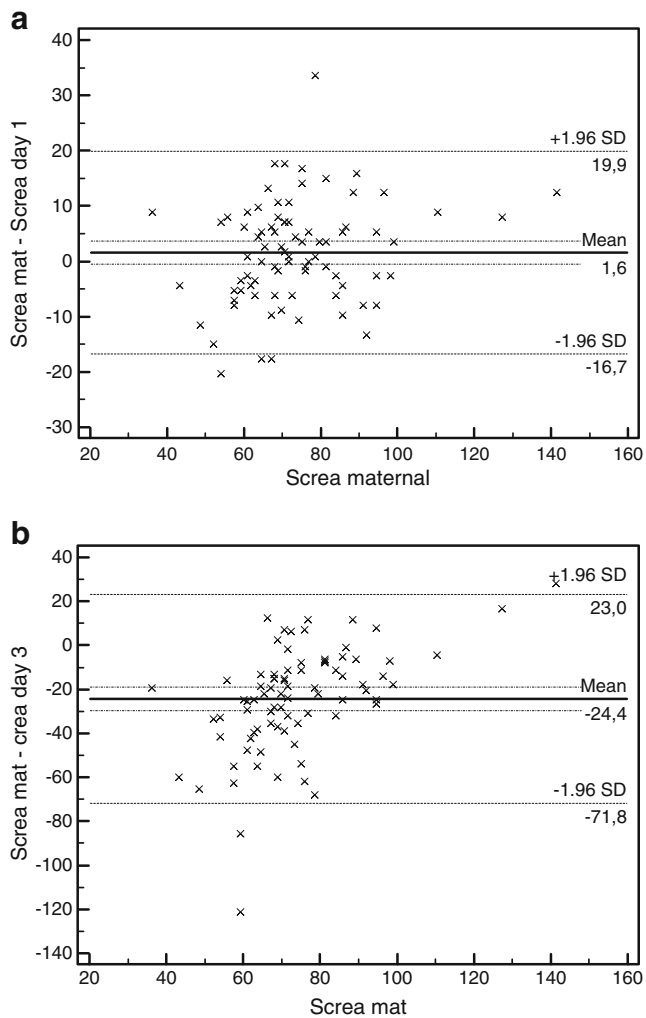 a
40
30
20
10
0
-10
-20
-30
Screa mat - Screa day 1
+1.96 SD
19,9
Mean
1,6
-1.96 SD
-16,7
20 40 60 80 100 120 140 160
Screa maternal
b
40
20
0
-20
-40
-60
-80
-100
-120
-140
Screa mat - crea day 3
+1.96 SD
23,0
Mean
-24,4
-1.96 SD
-71,8
20 40 60 80 100 120 140 160
Screa mat